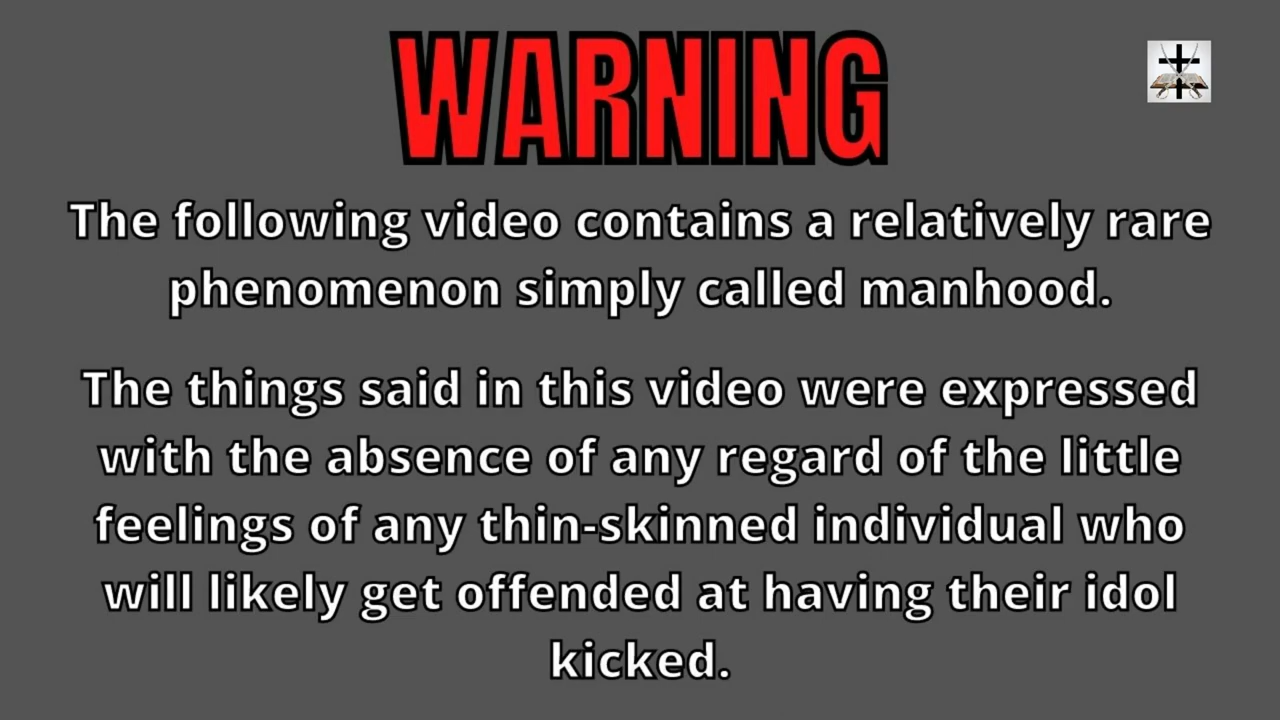 WARNING
The following video contains a relatively rare
phenomenon simply called manhood.
The things said in this video were expressed
with the absence of any regard of the little
feelings of any thin-skinned individual who
will likely get offended at having their idol
kicked.